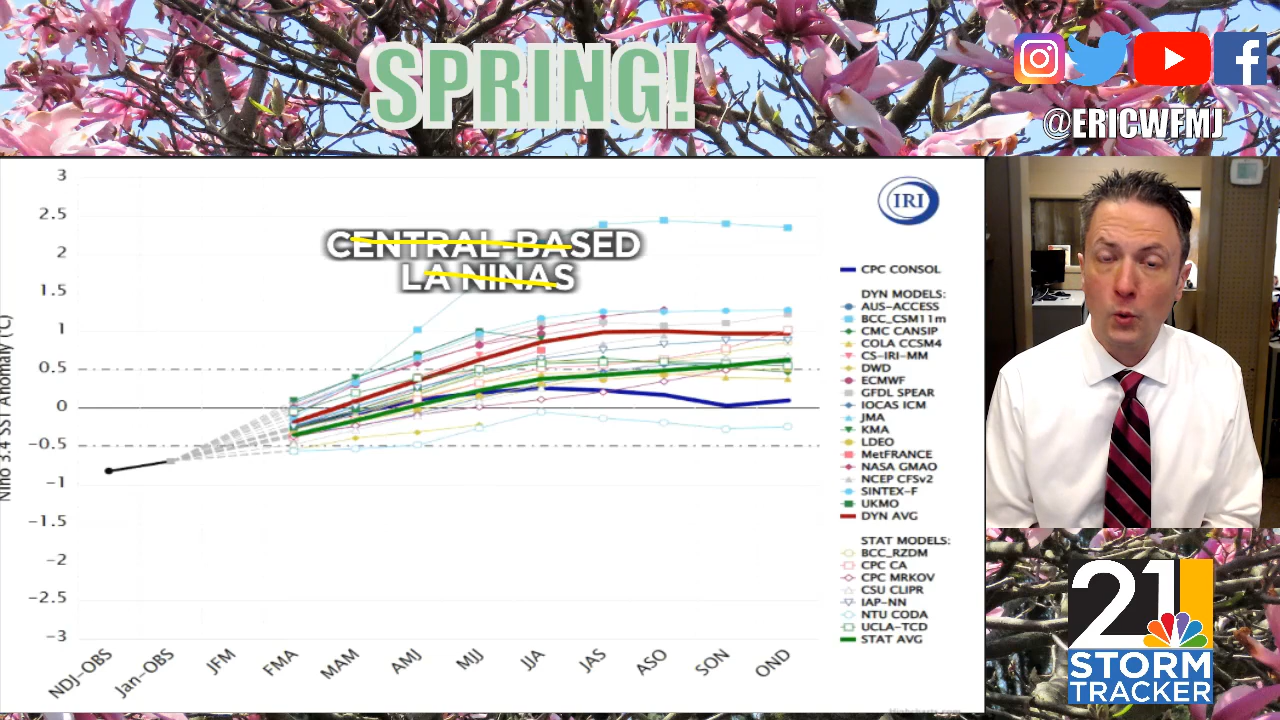 SPRING!
@ERICWFMJ
3
2.5
2
1.5
1
0.5
0
−0.5
−1
−1.5
−2
−2.5
−3
Nino 3.4 SST Anomaly (°C)
CENTRAL-BASED
LA NINAS
NDJ-OBS
Jan-OBS
JFM
FMA
MAM
AMJ
MJJ
JJA
JAS
ASO
SON
OND
IRI
CPC CONSOL
DYN MODELS:
AUS-ACCESS
BCC_CSM11m
CMC CANSIP
COLA CCSM4
CS-IRI-MM
DWD
ECMWF
GFDL SPEAR
IOCAS ICM
JMA
KMA
LDEO
MetFRANCE
NASA GMAO
NCEP CFSv2
SINTEX-F
UKMO
DYN AVG
STAT MODELS:
BCC_RZDM
CPC CA
CPC MRKOV
CSU CLIPR
IAP-NN
NTU CODA
UCLA-TCD
STAT AVG
Highcharts.com
21
STORM
TRACKER